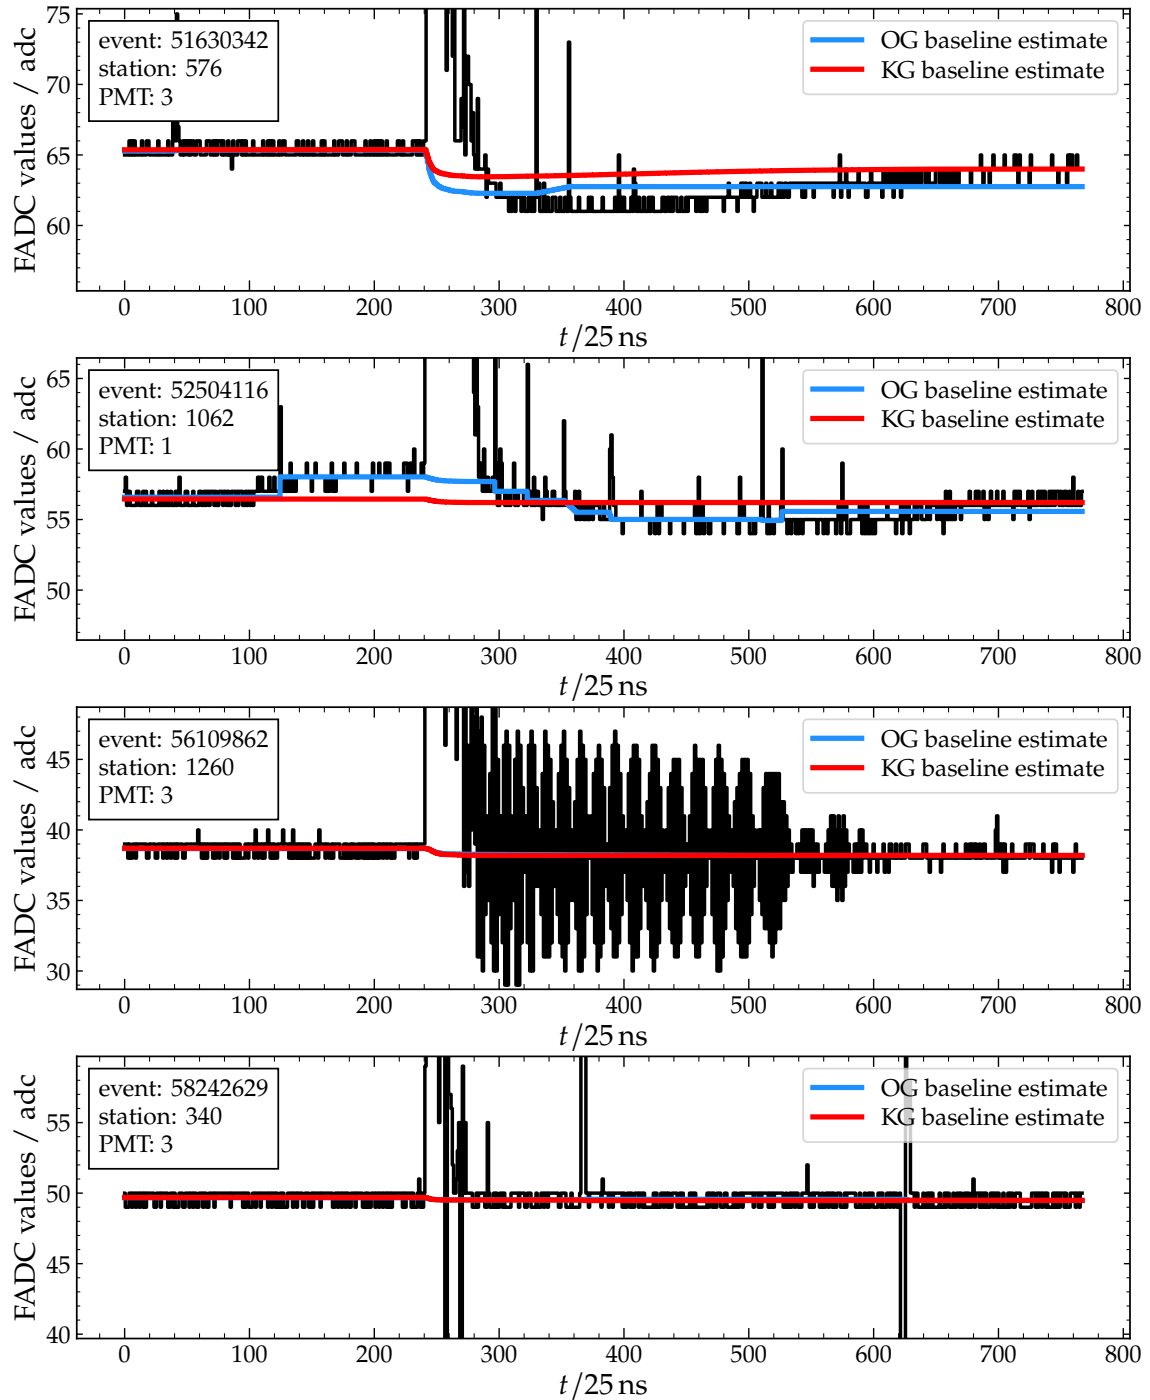 75
70
65
60
FADC values / adc
event: 51630342
station: 576
PMT: 3
OG baseline estimate
KG baseline estimate
0 100 200 300 400 500 600 700 800
t/25 ns
65
60
55
50
FADC values / adc
event: 52504116
station: 1062
PMT: 1
OG baseline estimate
KG baseline estimate
0 100 200 300 400 500 600 700 800
t/25 ns
45
40
35
30
FADC values / adc
event: 56109862
station: 1260
PMT: 3
OG baseline estimate
KG baseline estimate
0 100 200 300 400 500 600 700 800
t/25 ns
55
50
45
40
FADC values / adc
event: 58242629
station: 340
PMT: 3
OG baseline estimate
KG baseline estimate
0 100 200 300 400 500 600 700 800
t/25 ns